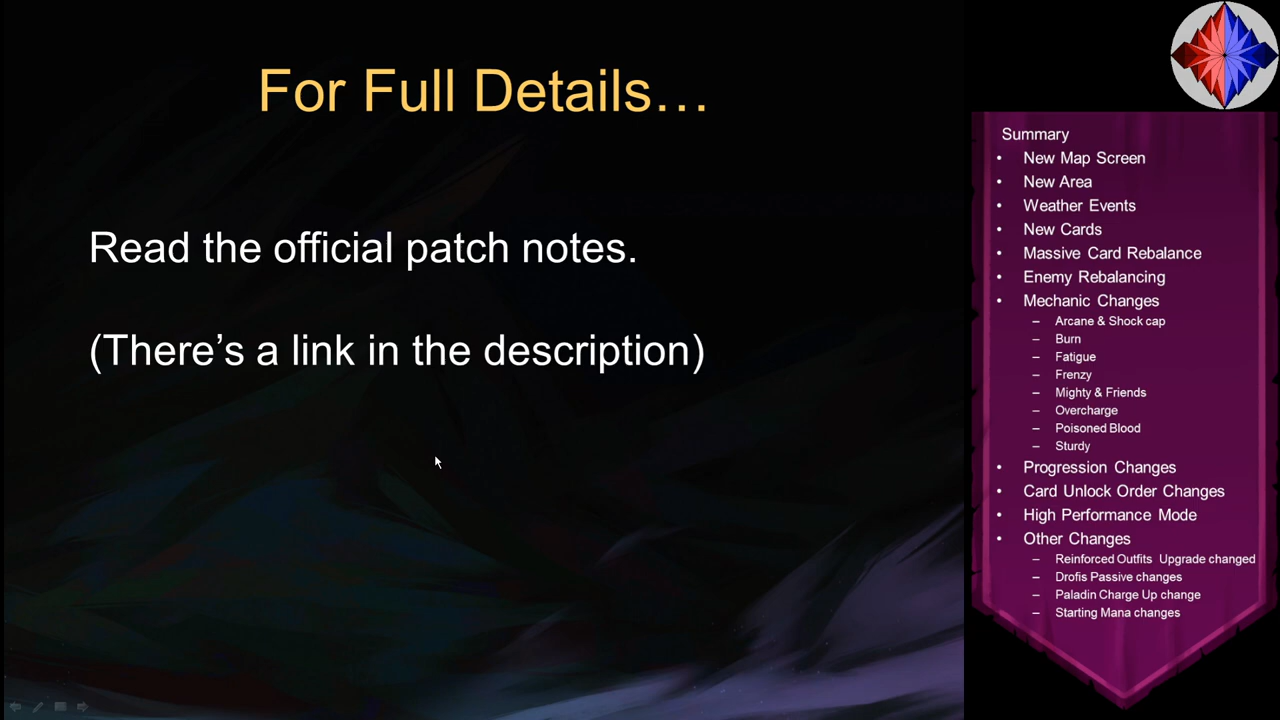 For Full Details…
Read the official patch notes.
(There’s a link in the description)
Summary
• New Map Screen
• New Area
• Weather Events
• New Cards
• Massive Card Rebalance
• Enemy Rebalancing
• Mechanic Changes
– Arcane & Shock cap
– Burn
– Fatigue
– Frenzy
– Mighty & Friends
– Overcharge
– Poisoned Blood
– Sturdy
• Progression Changes
• Card Unlock Order Changes
• High Performance Mode
• Other Changes
– Reinforced Outfits Upgrade changed
– Drofis Passive changes
– Paladin Charge Up change
– Starting Mana changes